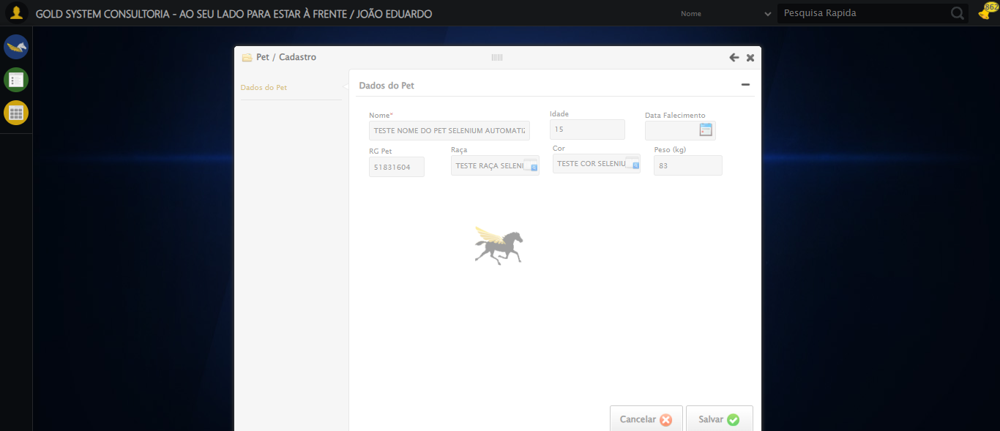 GOLD SYSTEM CONSULTORIA - AO SEU LADO PARA ESTAR À FRENTE / JOÃO EDUARDO
Nome
Pesquisa Rapida
862
Pet / Cadastro
Dados do Pet
Dados do Pet
Nome*
Idade
Data Falecimento
TESTE NOME DO PET SELENIUM AUTOMATIZ
15
RG Pet
Raça
Cor
Peso (kg)
51831604
TESTE RAÇA SELENI
TESTE COR SELENIU
83
Cancelar
Salvar